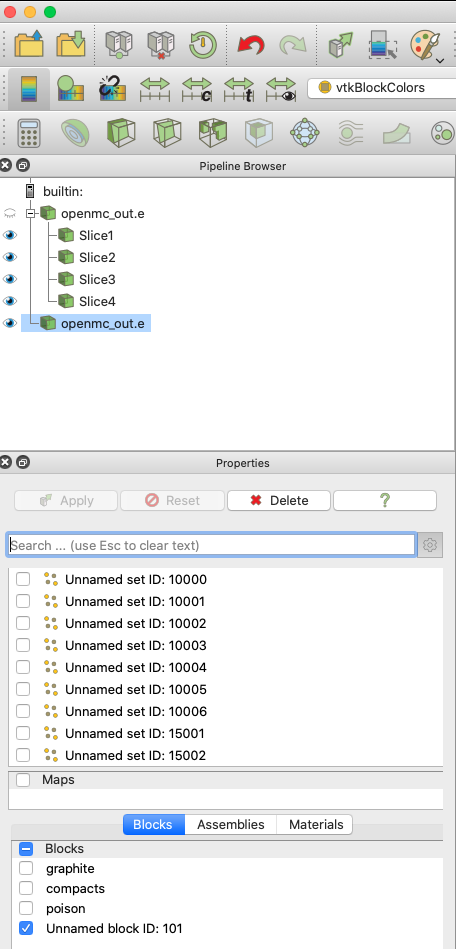 c
t
vtkBlockColors
Pipeline Browser
builtin:
openmc_out.e
Slice1
Slice2
Slice3
Slice4
openmc_out.e
Properties
Apply
Reset
Delete
?
Search ... (use Esc to clear text)
Unnamed set ID: 10000
Unnamed set ID: 10001
Unnamed set ID: 10002
Unnamed set ID: 10003
Unnamed set ID: 10004
Unnamed set ID: 10005
Unnamed set ID: 10006
Unnamed set ID: 15001
Unnamed set ID: 15002
Maps
Blocks Assemblies Materials
Blocks
graphite
compacts
poison
Unnamed block ID: 101